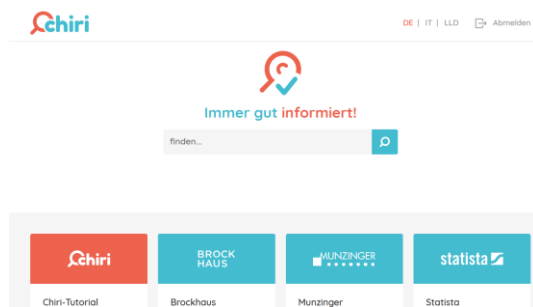 chiri
DE | IT | LLD Abmelden
Immer gut informiert!
finden...
chiri
BROCK
HAUS
MUNZINGER
statista
Chiri-Tutorial
Brockhaus
Munzinger
Statista